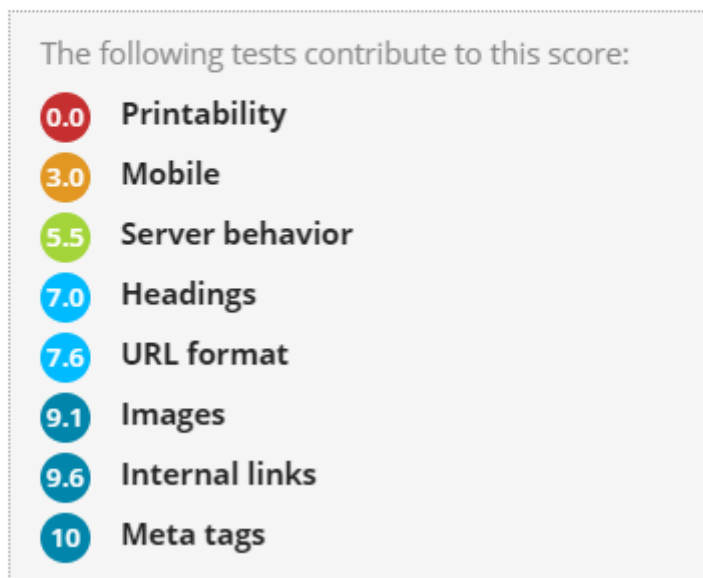 The following tests contribute to this score:
0.0 Printability
3.0 Mobile
5.5 Server behavior
7.0 Headings
7.6 URL format
9.1 Images
9.6 Internal links
10 Meta tags